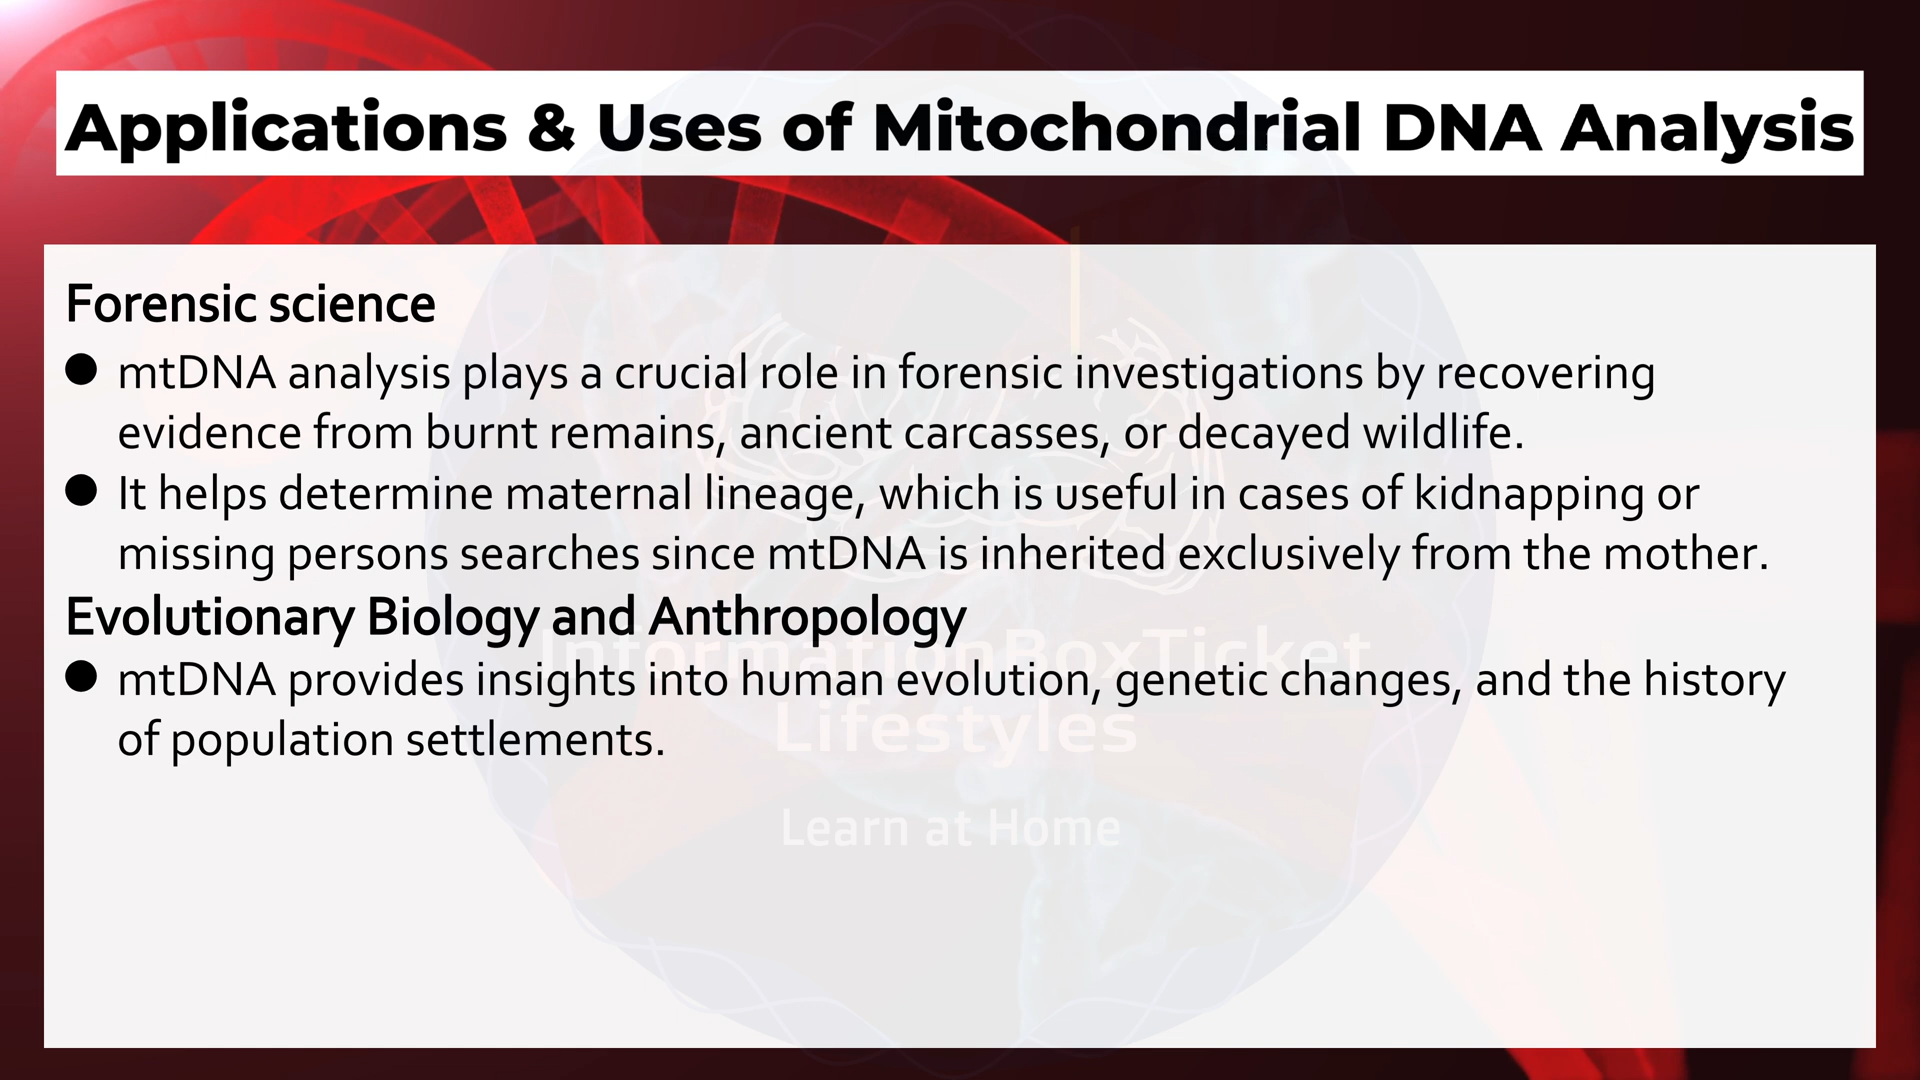 Applications & Uses of Mitochondrial DNA Analysis
Forensic science
● mtDNA analysis plays a crucial role in forensic investigations by recovering
evidence from burnt remains, ancient carcasses, or decayed wildlife.
● It helps determine maternal lineage, which is useful in cases of kidnapping or
missing persons searches since mtDNA is inherited exclusively from the mother.
Evolutionary Biology and Anthropology
InformationBoxTicket
● mtDNA provides insights into human evolution, genetic changes, and the history
Lifestyles
of population settlements.
Learn at Home